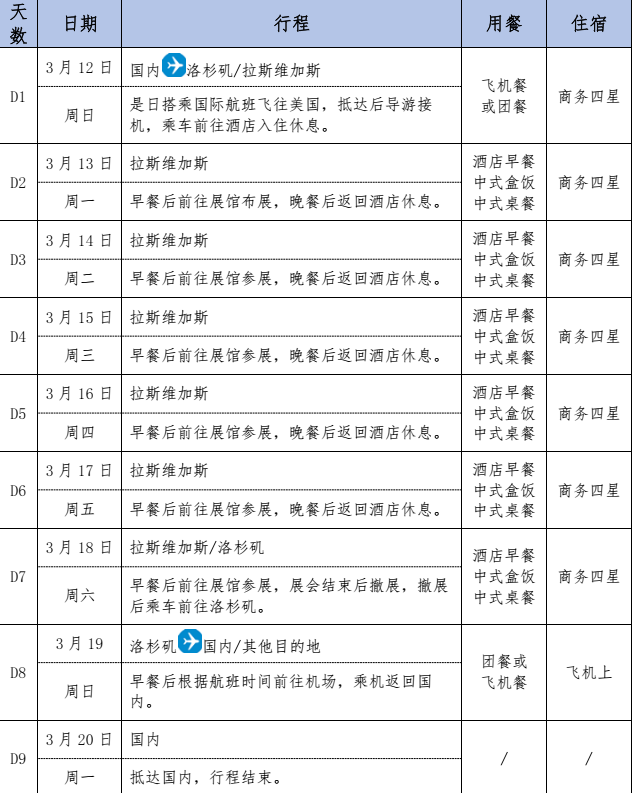 天数 日期 行程 用餐 住宿
D1
3月12日
周日
国内 洛杉矶/拉斯维加斯
是日搭乘国际航班飞往美国，抵达后导游接
机，乘车前往酒店入住休息。
飞机餐
或团餐
商务四星
D2
3月13日
周一
拉斯维加斯
早餐后前往展馆布展，晚餐后返回酒店休息。
酒店早餐
中式盒饭
中式桌餐
商务四星
D3
3月14日
周二
拉斯维加斯
早餐后前往展馆参展，晚餐后返回酒店休息。
酒店早餐
中式盒饭
中式桌餐
商务四星
D4
3月15日
周三
拉斯维加斯
早餐后前往展馆参展，晚餐后返回酒店休息。
酒店早餐
中式盒饭
中式桌餐
商务四星
D5
3月16日
周四
拉斯维加斯
早餐后前往展馆参展，晚餐后返回酒店休息。
酒店早餐
中式盒饭
中式桌餐
商务四星
D6
3月17日
周五
拉斯维加斯
早餐后前往展馆参展，晚餐后返回酒店休息。
酒店早餐
中式盒饭
中式桌餐
商务四星
D7
3月18日
周六
拉斯维加斯/洛杉矶
早餐后前往展馆参展，展会结束后撤展，撤展
后乘车前往洛杉矶。
酒店早餐
中式盒饭
中式桌餐
商务四星
D8
3月19
周日
洛杉矶 国内/其他目的地
早餐后根据航班时间前往机场，乘机返回国
内。
团餐或
飞机餐
飞机上
D9
3月20日
周一
国内
抵达国内，行程结束。
/
/